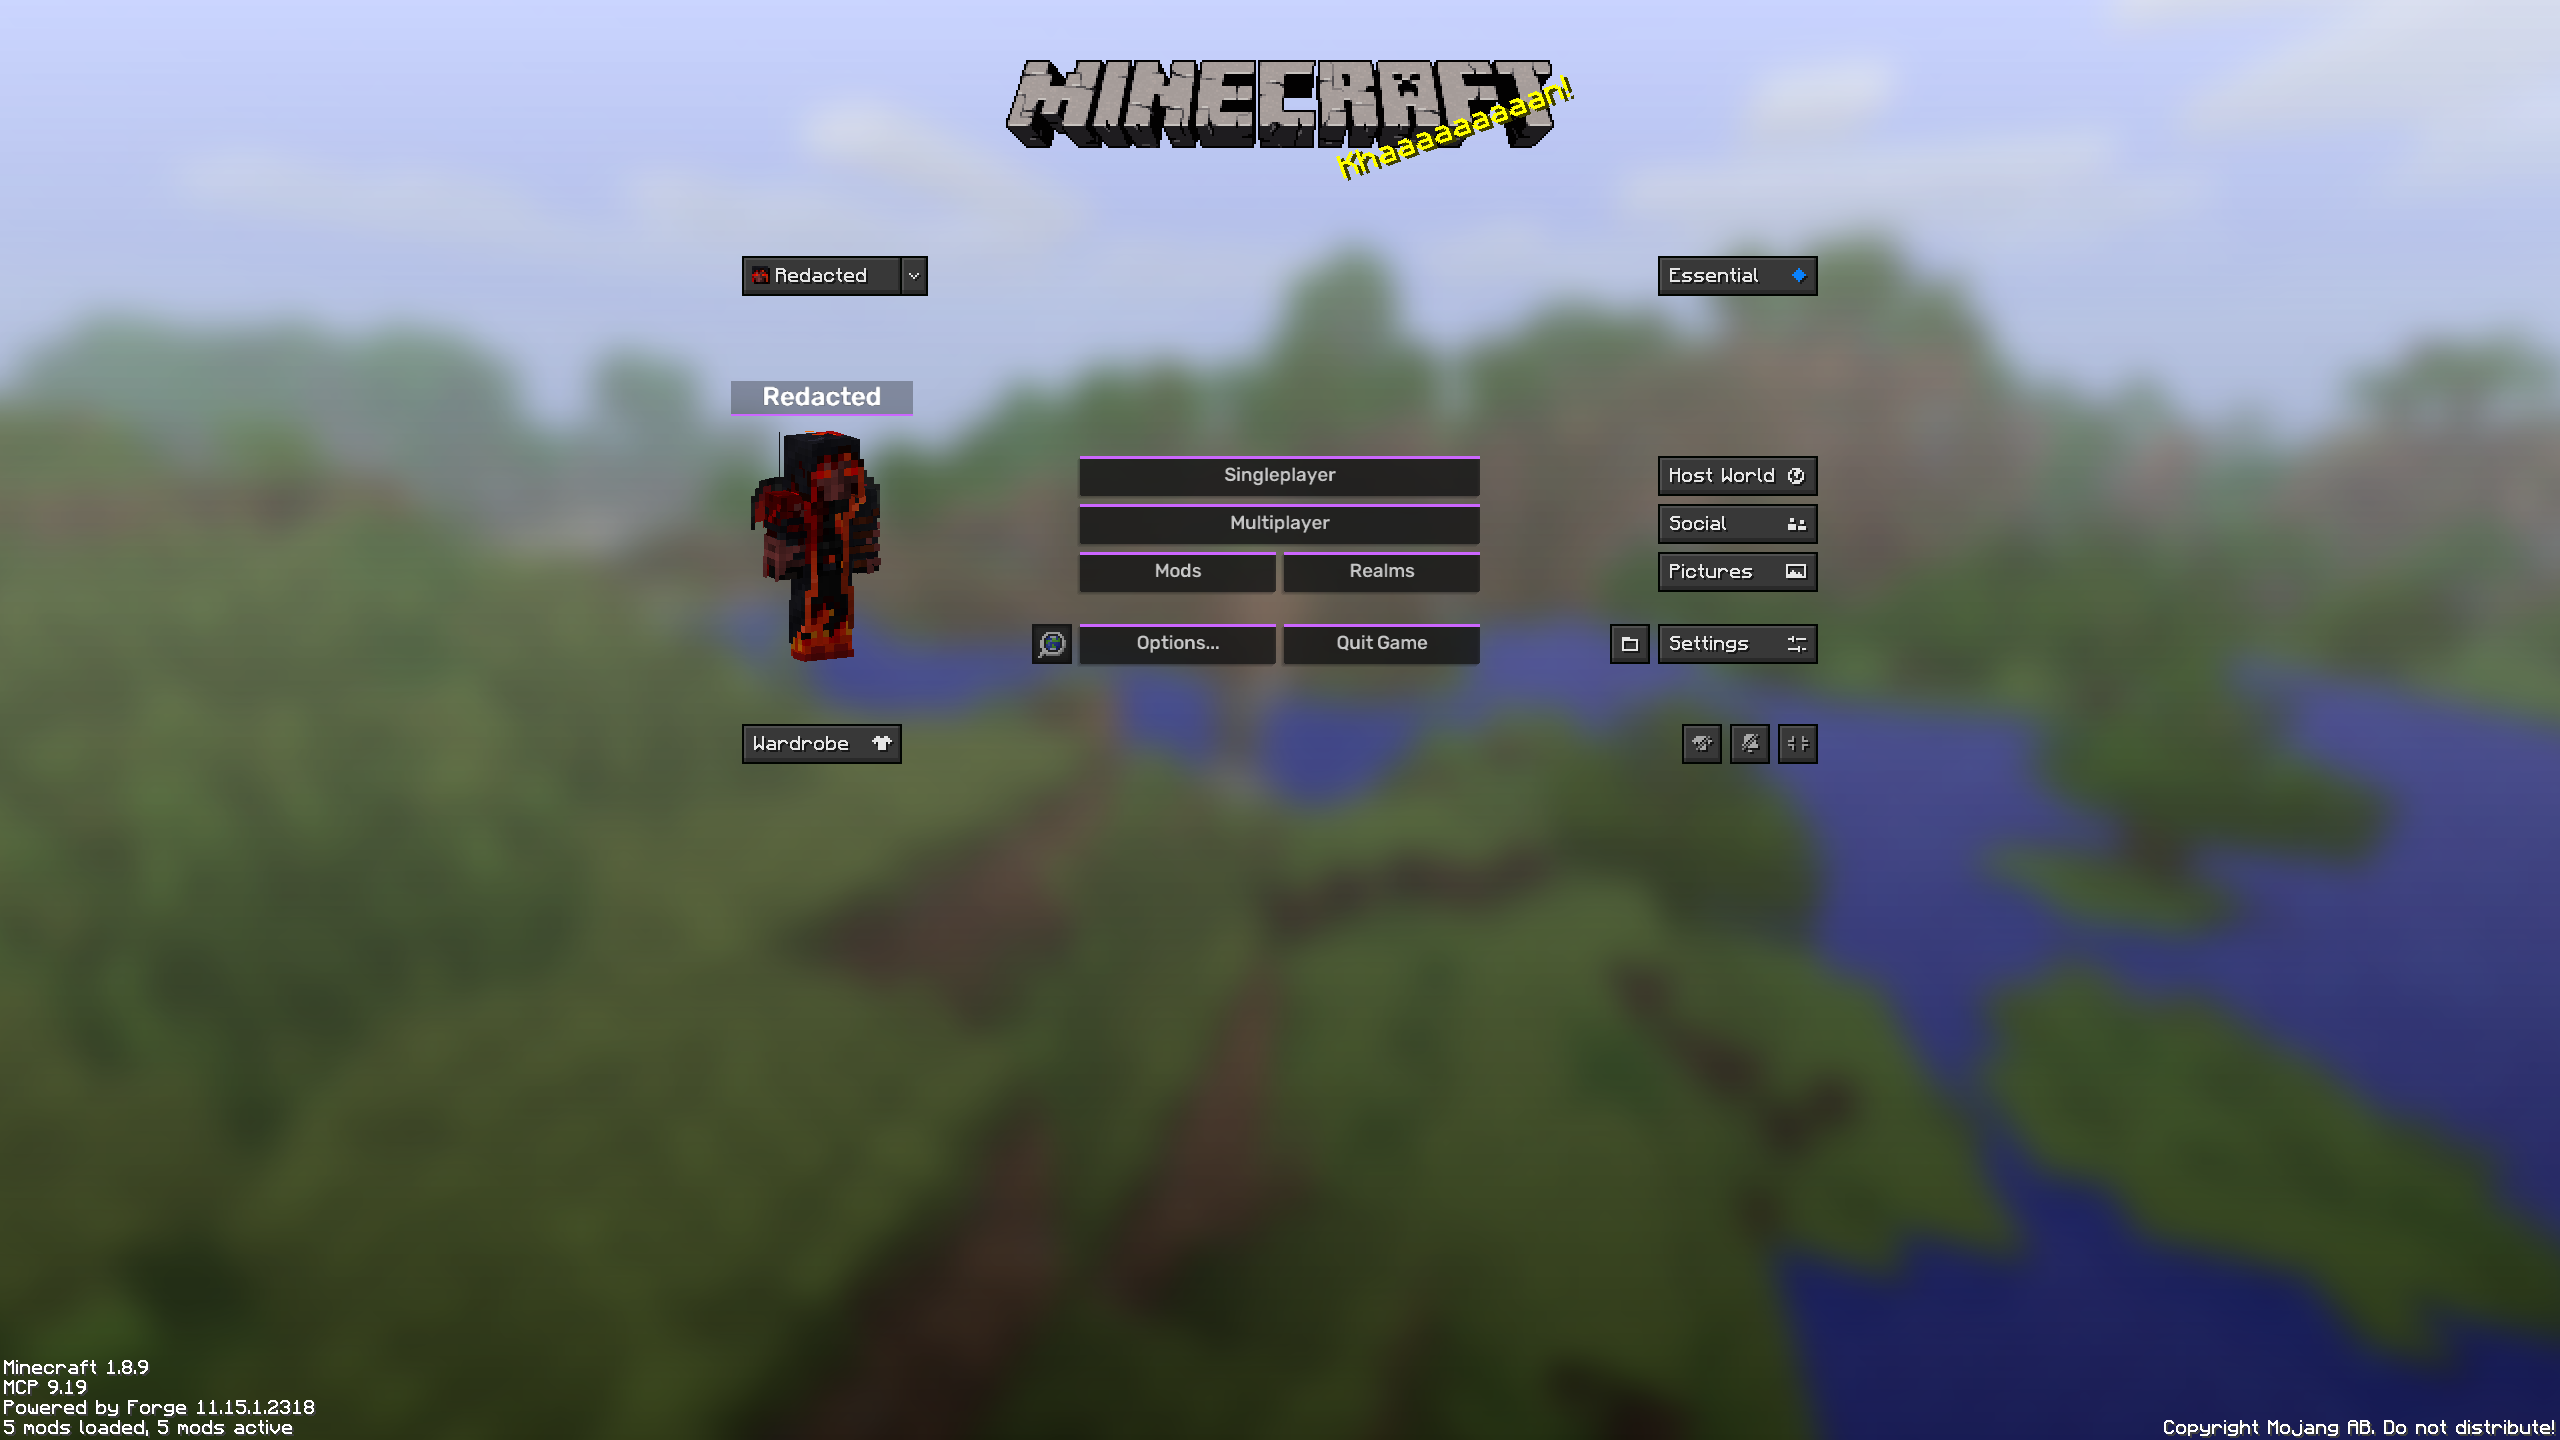 MINECRAFT
Khaaaaaaaaan!
Redacted
Essential
Redacted
Singleplayer
Host World
Multiplayer
Social
Mods
Realms
Pictures
Options...
Quit Game
Settings
Wardrobe
Minecraft 1.8.9
MCP 9.19
Powered by Forge 11.15.1.2318
5 mods loaded, 5 mods active
Copyright Mojang AB. Do not distribute!